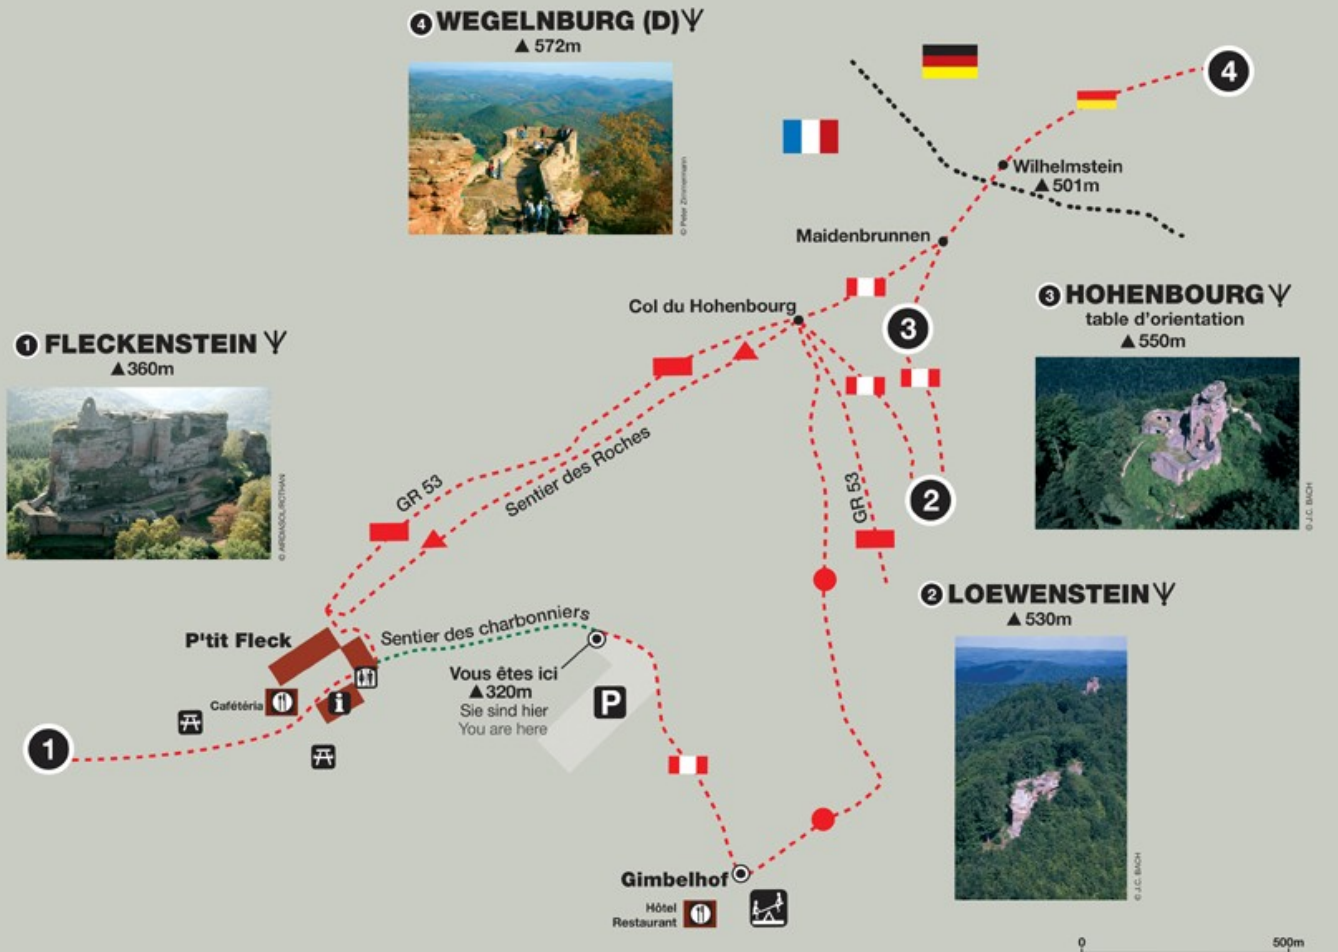 4 WEGELNBURG (D)
▲ 572m
© Peter Zimmermann
4
Wilhelmstein
▲ 501m
Maidenbrunnen
Col du Hohenbourg
3
3 HOHENBOURG
table d'orientation
▲ 550m
© J.C. BACH
1 FLECKENSTEIN
▲ 360m
© AIRDIASOL/ROTHAN
GR 53
Sentier des Roches
GR 53
2
2 LOEWENSTEIN
▲ 530m
© J.C. BACH
P'tit Fleck
Sentier des charbonniers
Cafétéria
i
Vous êtes ici
▲ 320m
Sie sind hier
You are here
P
1
Gimbelhof
Hôtel
Restaurant
0 500m